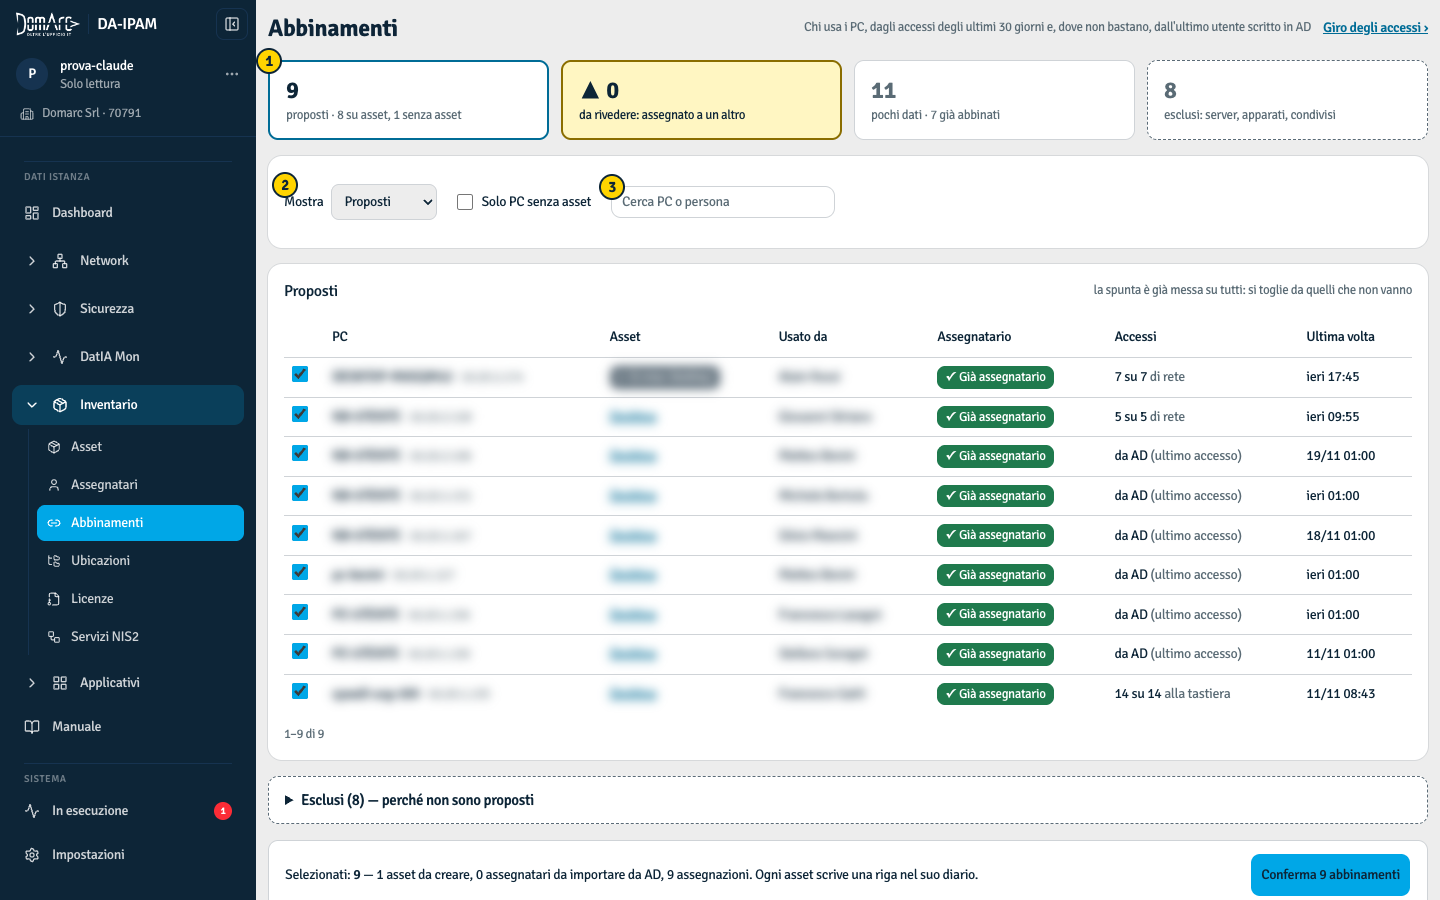 DomArc
OLTRE L'UFFICIO IT
DA-IPAM
P
prova-claude
Solo lettura
Domarc Srl · 70791
DATI ISTANZA
Dashboard
Network
Sicurezza
DatIA Mon
Inventario
Asset
Assegnatari
Abbinamenti
Ubicazioni
Licenze
Servizi NIS2
Applicativi
Manuale
SISTEMA
In esecuzione
1
Impostazioni
Abbinamenti
Chi usa i PC, dagli accessi degli ultimi 30 giorni e, dove non bastano, dall'ultimo utente scritto in AD
Giro degli accessi ›
1
9
proposti · 8 su asset, 1 senza asset
▲ 0
da rivedere: assegnato a un altro
11
pochi dati · 7 già abbinati
8
esclusi: server, apparati, condivisi
2
Mostra
Proposti
Solo PC senza asset
3
Cerca PC o persona
Proposti
la spunta è già messa su tutti: si toglie da quelli che non vanno
PC Asset Usato da Assegnatario Accessi Ultima volta
✓ Già assegnatario 7 su 7 di rete ieri 17:45
✓ Già assegnatario 5 su 5 di rete ieri 09:55
✓ Già assegnatario da AD (ultimo accesso) 19/11 01:00
✓ Già assegnatario da AD (ultimo accesso) ieri 01:00
✓ Già assegnatario da AD (ultimo accesso) 18/11 01:00
✓ Già assegnatario da AD (ultimo accesso) ieri 01:00
✓ Già assegnatario da AD (ultimo accesso) ieri 01:00
✓ Già assegnatario da AD (ultimo accesso) 11/11 01:00
✓ Già assegnatario 14 su 14 alla tastiera 11/11 08:43
1–9 di 9
Esclusi (8) — perché non sono proposti
Selezionati: 9 — 1 asset da creare, 0 assegnatari da importare da AD, 9 assegnazioni. Ogni asset scrive una riga nel suo diario.
Conferma 9 abbinamenti